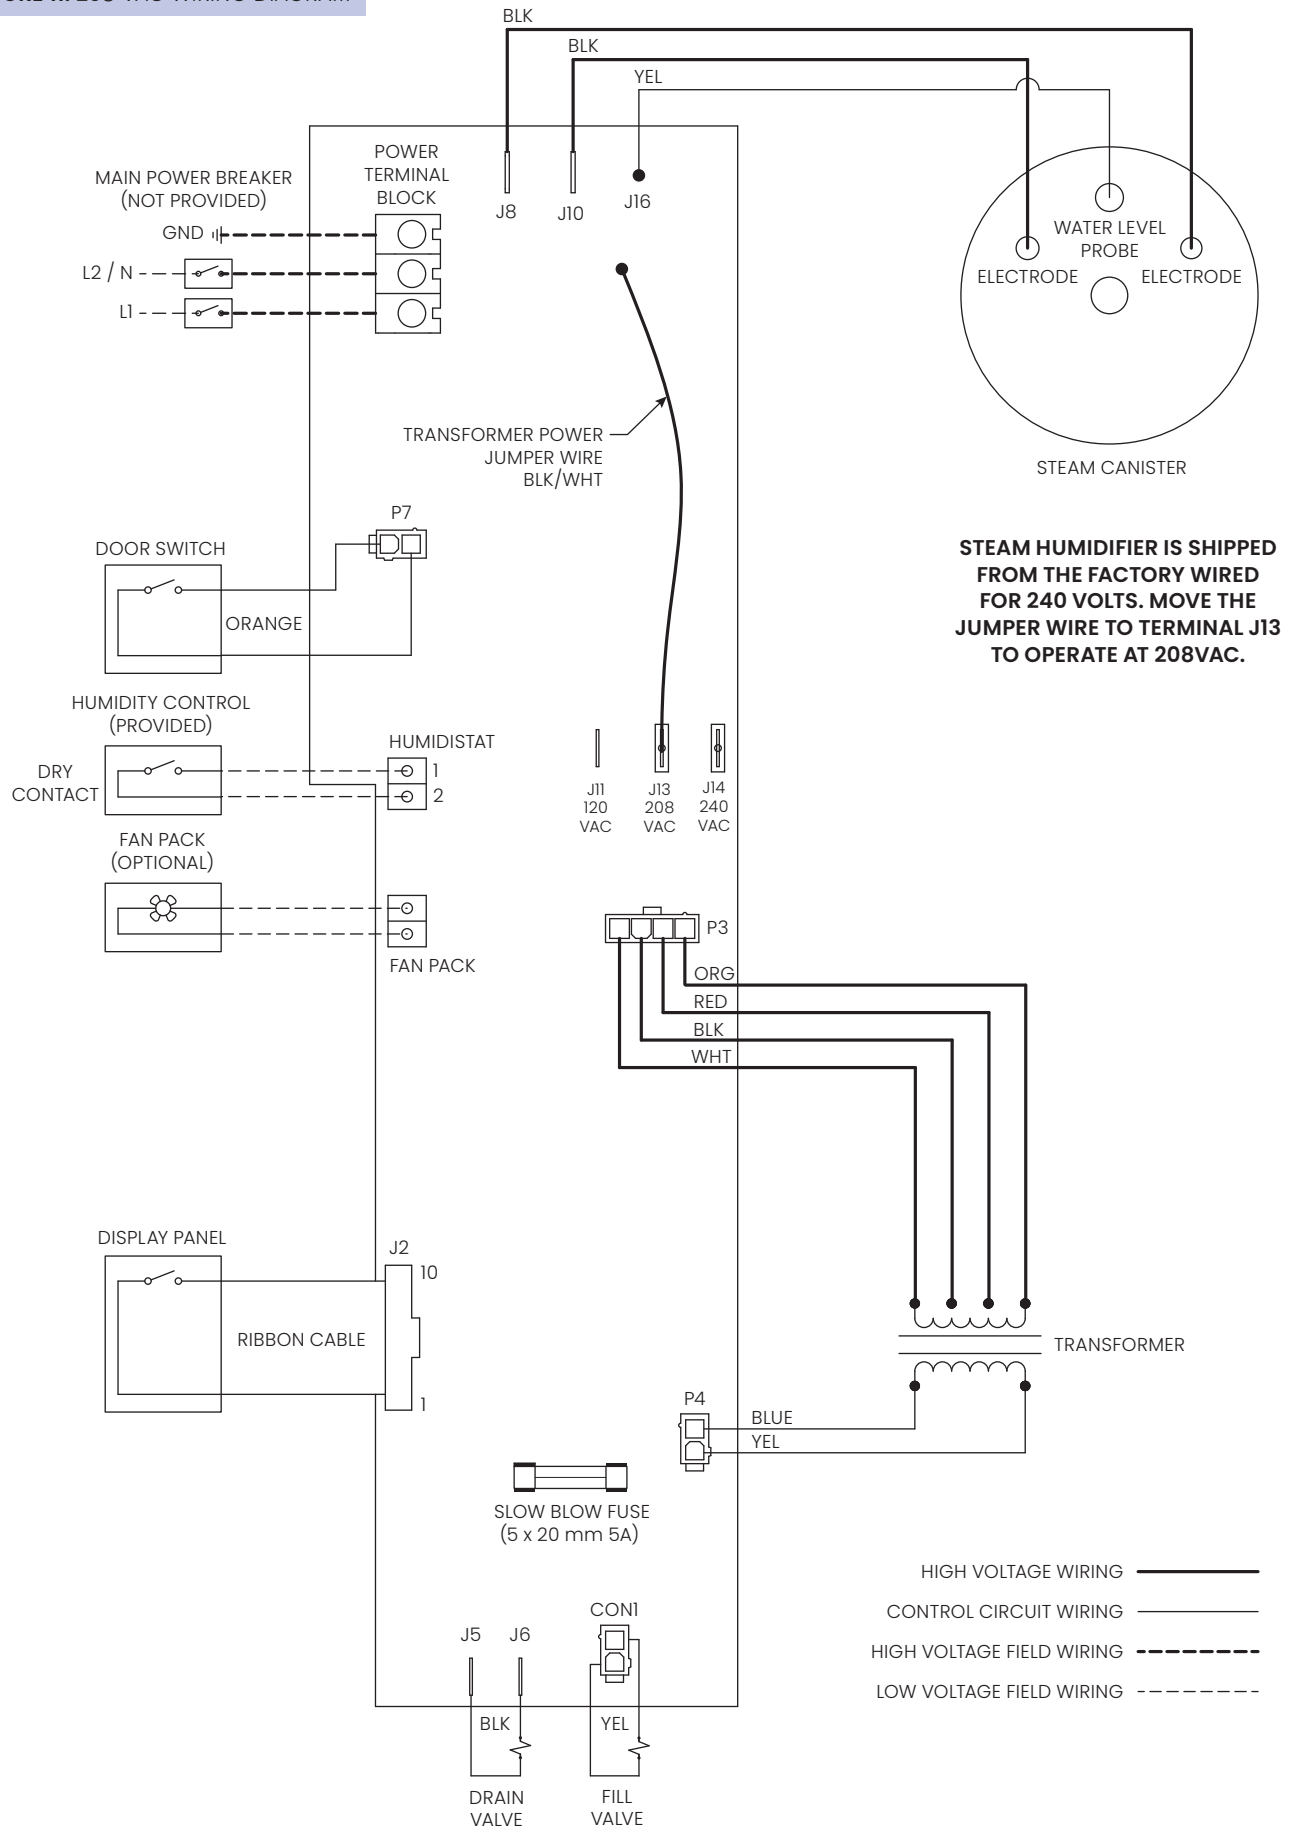 208 VAC WIRING DIAGRAM
BLK
BLK
YEL
POWER
TERMINAL
BLOCK
MAIN POWER BREAKER
(NOT PROVIDED)
GND
L2 / N
L1
J8
J10
J16
WATER LEVEL
PROBE
ELECTRODE
ELECTRODE
STEAM CANISTER
TRANSFORMER POWER
JUMPER WIRE
BLK/WHT
STEAM HUMIDIFIER IS SHIPPED
FROM THE FACTORY WIRED
FOR 240 VOLTS. MOVE THE
JUMPER WIRE TO TERMINAL J13
TO OPERATE AT 208VAC.
P7
DOOR SWITCH
ORANGE
HUMIDITY CONTROL
(PROVIDED)
DRY
CONTACT
HUMIDISTAT
1
2
J11
120
VAC
J13
208
VAC
J14
240
VAC
FAN PACK
(OPTIONAL)
FAN PACK
P3
ORG
RED
BLK
WHT
DISPLAY PANEL
J2
10
RIBBON CABLE
1
TRANSFORMER
P4
BLUE
YEL
SLOW BLOW FUSE
(5 x 20 mm 5A)
HIGH VOLTAGE WIRING
CONTROL CIRCUIT WIRING
HIGH VOLTAGE FIELD WIRING
LOW VOLTAGE FIELD WIRING
J5
J6
CON1
BLK
YEL
DRAIN
VALVE
FILL
VALVE